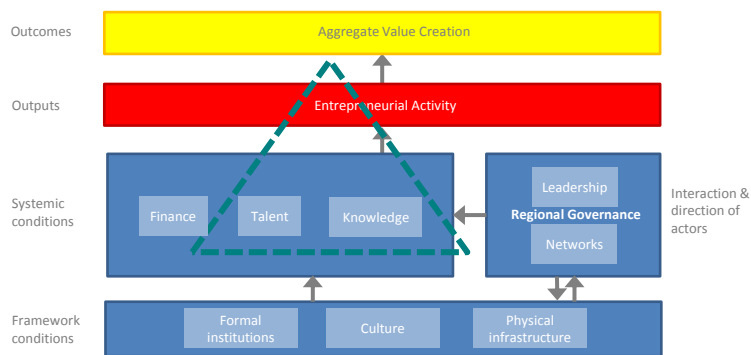 Outcomes
Aggregate Value Creation
Outputs
Entrepreneurial Activity
Systemic
conditions
Finance
Talent
Knowledge
Leadership
Regional Governance
Networks
Interaction &
direction of
actors
Framework
conditions
Formal
institutions
Culture
Physical
infrastructure